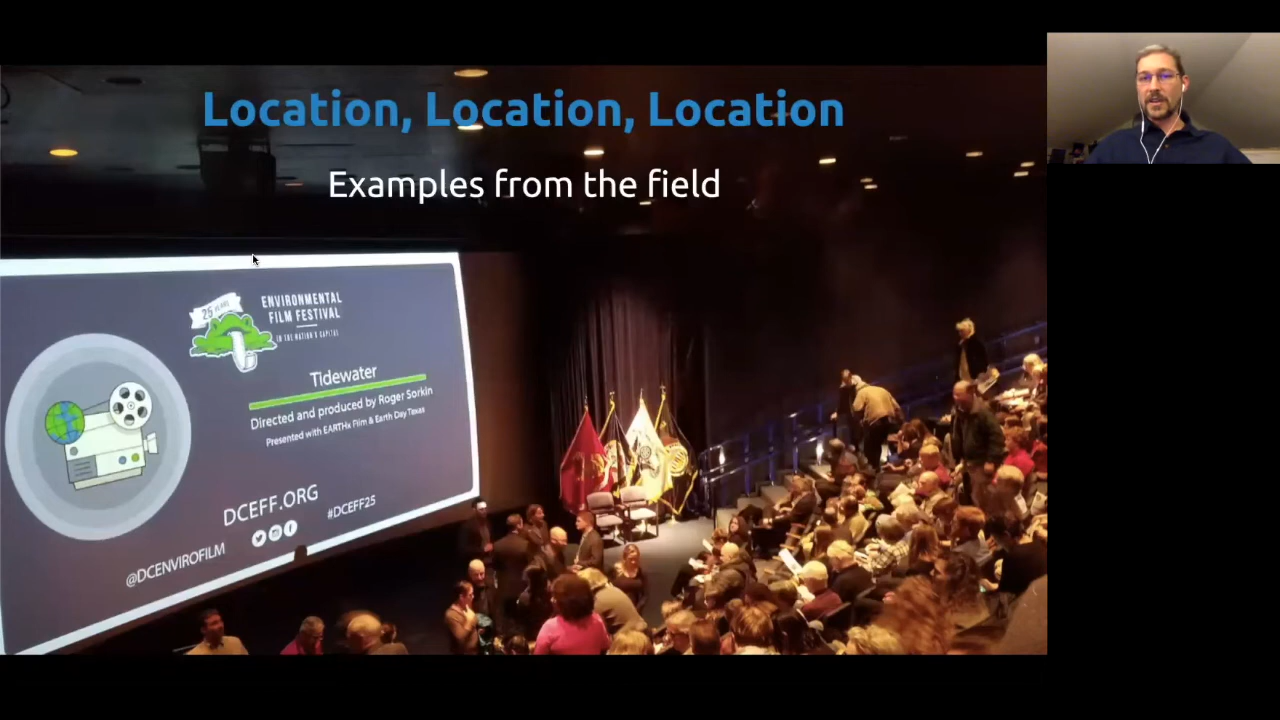 Location, Location, Location
Examples from the field
25 YEARS
ENVIRONMENTAL
FILM FESTIVAL
IN THE NATION'S CAPITAL
Tidewater
Directed and produced by Roger Sorkin
Presented with EARTHx Film & Earth Day Texas
DCEFF.ORG
@DCENVIROFILM
#DCEFF25